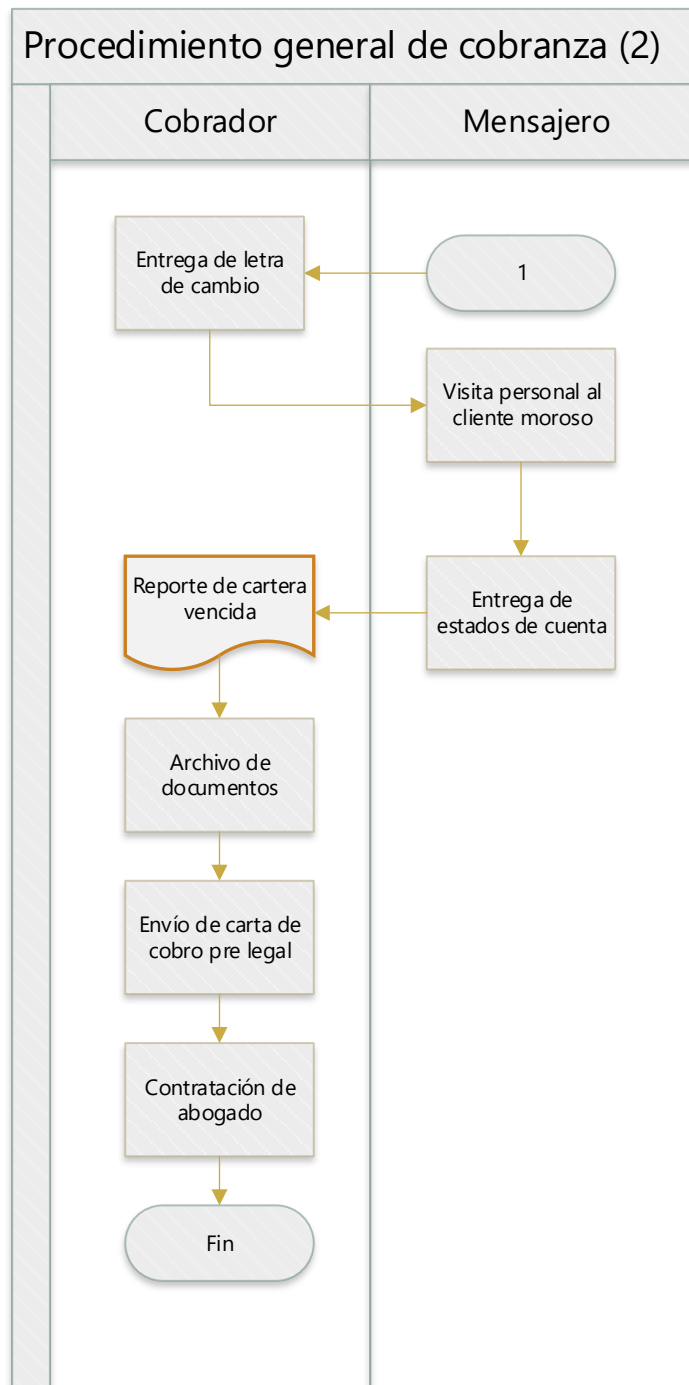 Procedimiento general de cobranza (2)
Cobrador
Mensajero
1
Entrega de letra
de cambio
Visita personal al
cliente moroso
Entrega de
estados de cuenta
Reporte de cartera
vencida
Archivo de
documentos
Envío de carta de
cobro pre legal
Contratación de
abogado
Fin